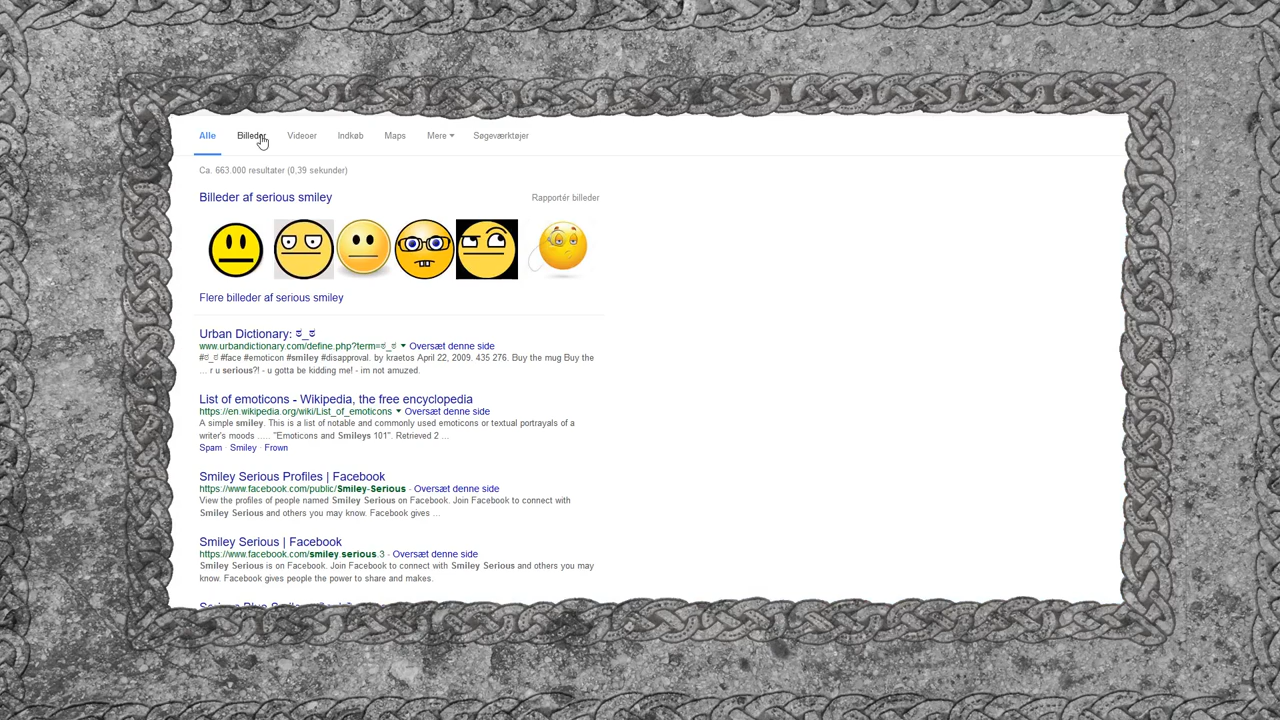 Alle Billeder Videoer Indkøb Maps Mere Søgeværktøjer
Ca. 663.000 resultater (0,39 sekunder)
Billeder af serious smiley Rapportér billeder
Flere billeder af serious smiley
Urban Dictionary: ಠ_ಠ
www.urbandictionary.com/define.php?term=ಠ_ಠ Oversæt denne side
#ಠ_ಠ #face #emoticon #smiley #disapproval. by kraetos April 22, 2009. 435 276. Buy the mug Buy the
... r u serious?! - u gotta be kidding me! - im not amuzed.
List of emoticons - Wikipedia, the free encyclopedia
https://en.wikipedia.org/wiki/List_of_emoticons Oversæt denne side
A simple smiley. This is a list of notable and commonly used emoticons or textual portrayals of a
writer's moods ..... "Emoticons and Smileys 101". Retrieved 2 ...
Spam · Smiley · Frown
Smiley Serious Profiles | Facebook
https://www.facebook.com/public/Smiley-Serious · Oversæt denne side
View the profiles of people named Smiley Serious on Facebook. Join Facebook to connect with
Smiley Serious and others you may know. Facebook gives ...
Smiley Serious | Facebook
https://www.facebook.com/smiley.serious.3 · Oversæt denne side
Smiley Serious is on Facebook. Join Facebook to connect with Smiley Serious and others you may
know. Facebook gives people the power to share and makes.